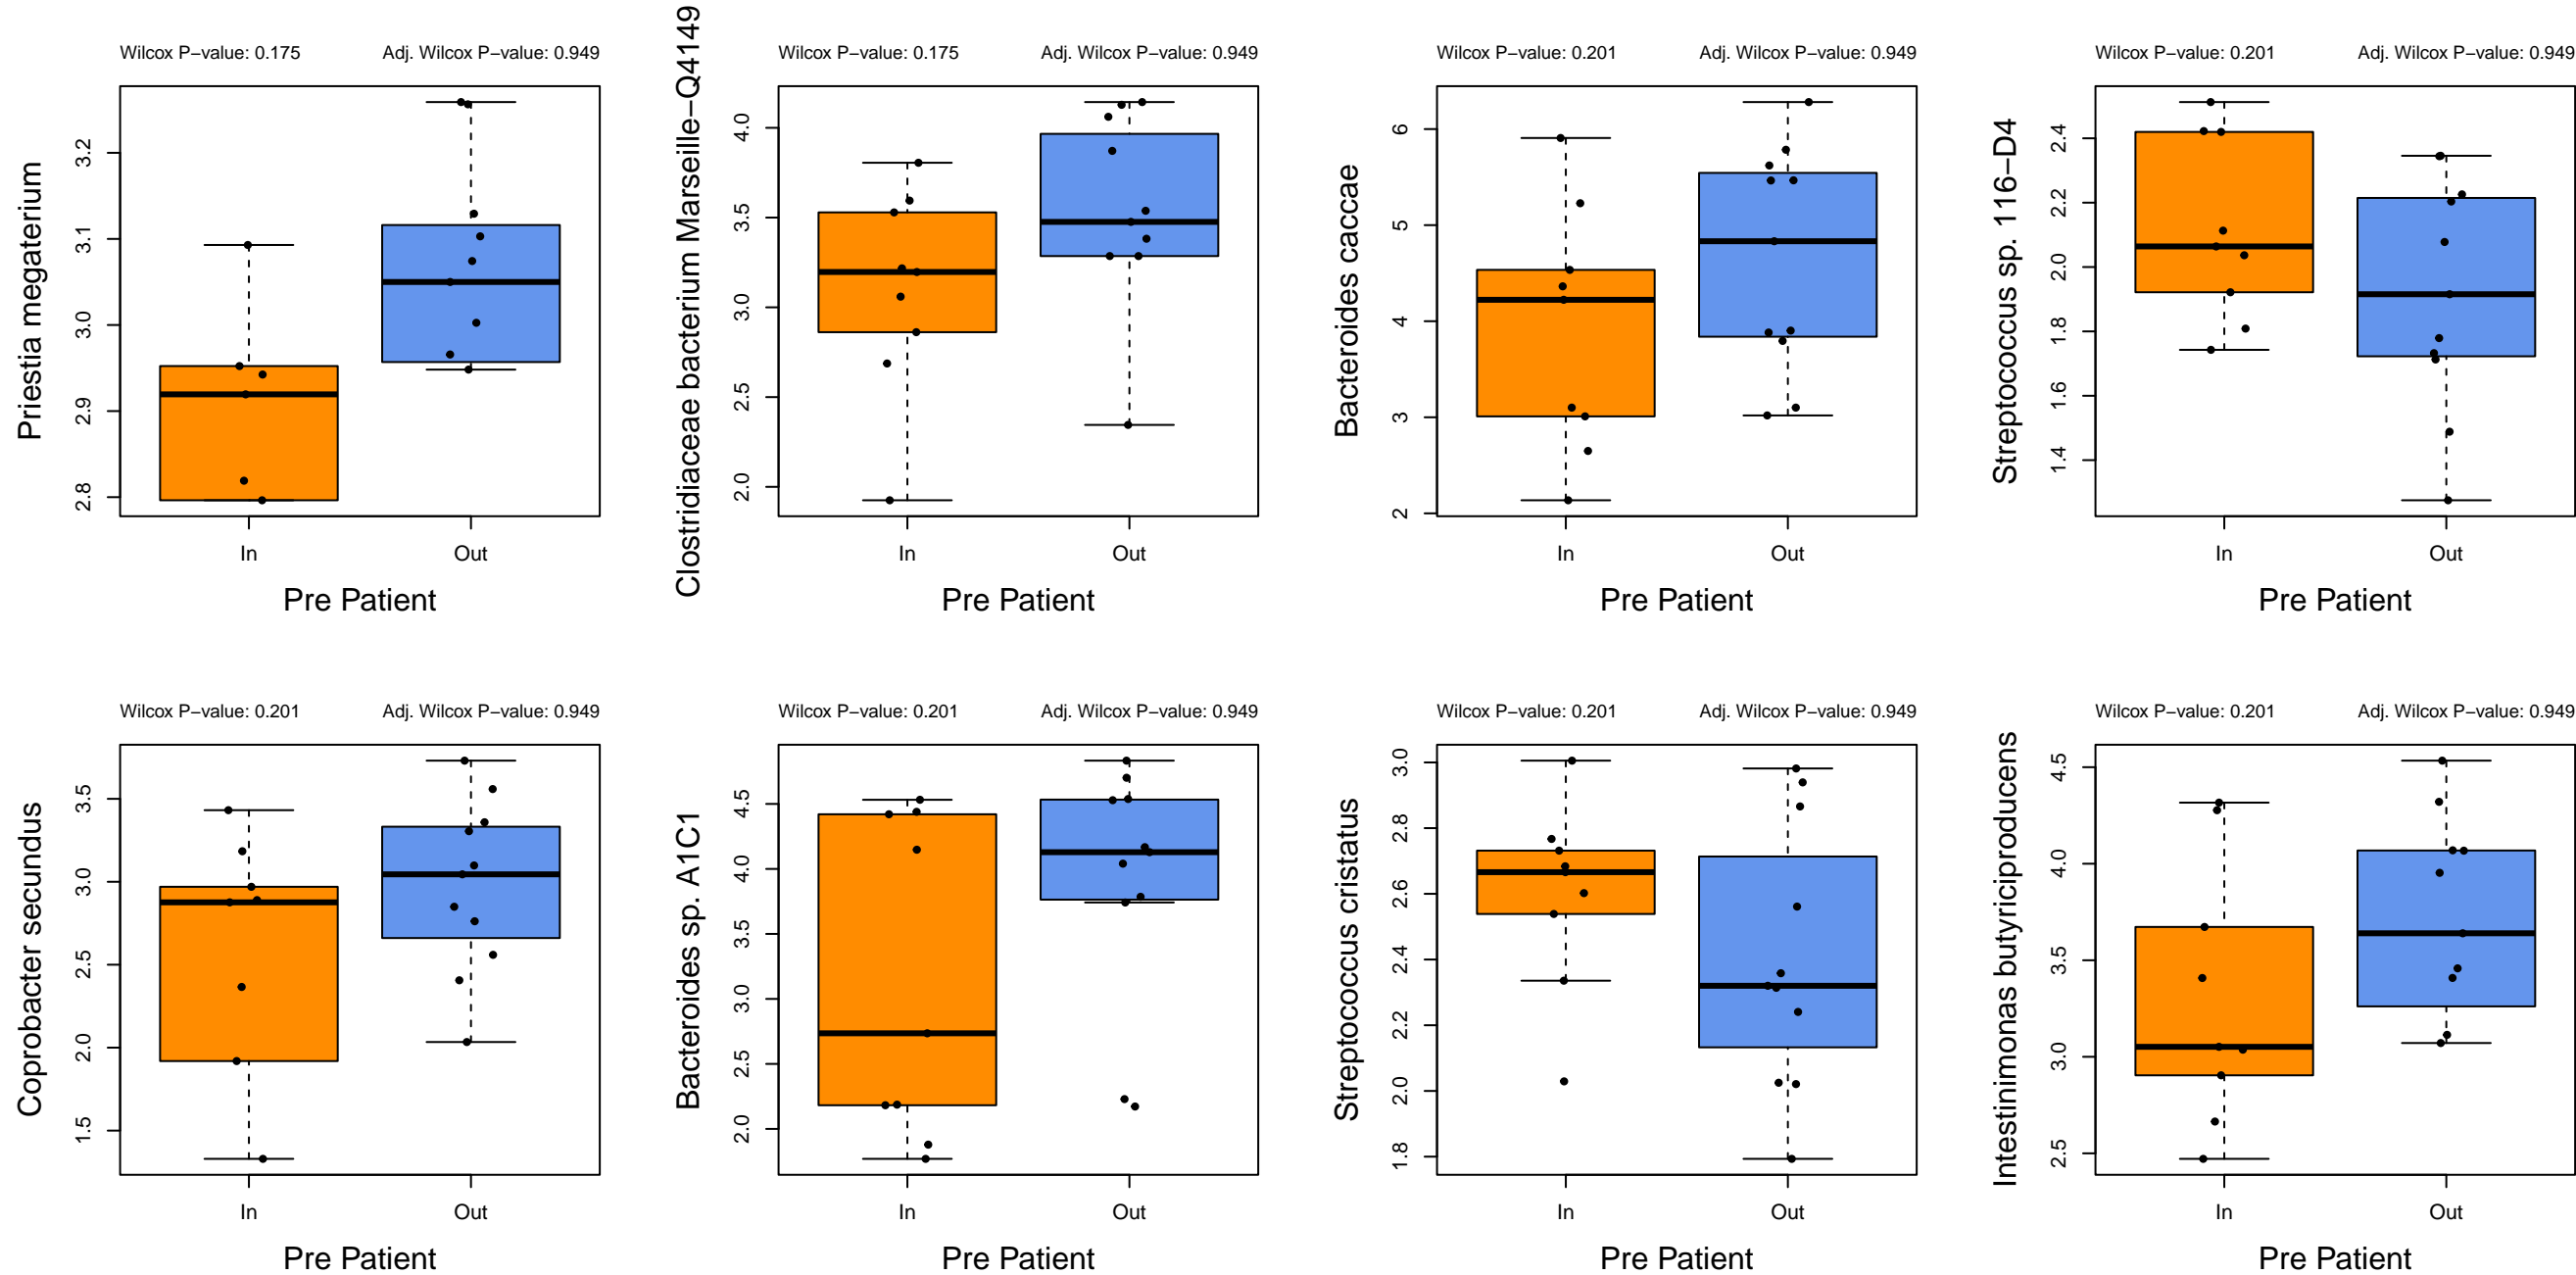 Wilcox P−value: 0.175 Adj. Wilcox P−value: 0.949
Priestia megaterium
3.2
3.1
3.0
2.9
2.8
In Out
Pre Patient
Wilcox P−value: 0.175 Adj. Wilcox P−value: 0.949
Clostridiaceae bacterium Marseille−Q4149
4.0
3.5
3.0
2.5
2.0
In Out
Pre Patient
Wilcox P−value: 0.201 Adj. Wilcox P−value: 0.949
Bacteroides caccae
6
5
4
3
2
In Out
Pre Patient
Wilcox P−value: 0.201 Adj. Wilcox P−value: 0.949
Streptococcus sp. 116−D4
2.4
2.2
2.0
1.8
1.6
1.4
In Out
Pre Patient
Wilcox P−value: 0.201 Adj. Wilcox P−value: 0.949
Coprobacter secundus
3.5
3.0
2.5
2.0
1.5
In Out
Pre Patient
Wilcox P−value: 0.201 Adj. Wilcox P−value: 0.949
Bacteroides sp. A1C1
4.5
4.0
3.5
3.0
2.5
2.0
In Out
Pre Patient
Wilcox P−value: 0.201 Adj. Wilcox P−value: 0.949
Streptococcus cristatus
3.0
2.8
2.6
2.4
2.2
2.0
1.8
In Out
Pre Patient
Wilcox P−value: 0.201 Adj. Wilcox P−value: 0.949
Intestinimonas butyriciproducens
4.5
4.0
3.5
3.0
2.5
In Out
Pre Patient